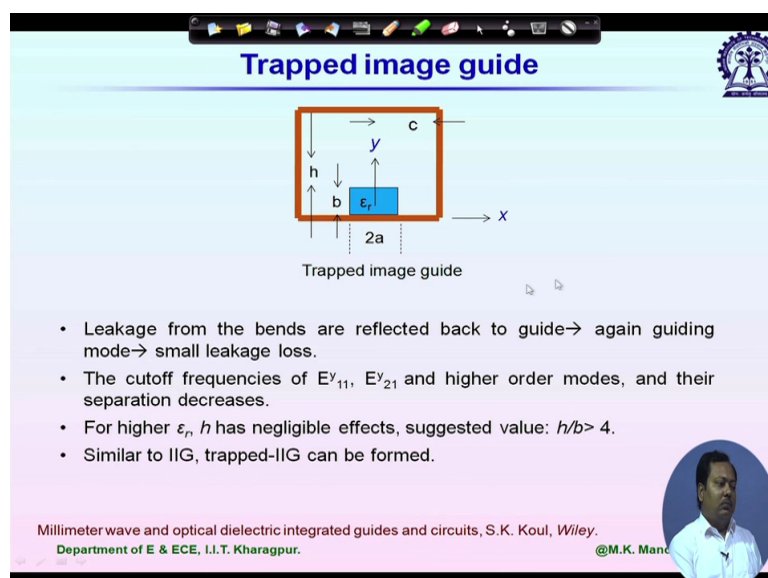 Trapped image guide
c
y
h
b
εr
x
2a
Trapped image guide
• Leakage from the bends are reflected back to guide→ again guiding
mode→ small leakage loss.
• The cutoff frequencies of Eʸ₁₁, Eʸ₂₁ and higher order modes, and their
separation decreases.
• For higher εr, h has negligible effects, suggested value: h/b> 4.
• Similar to IIG, trapped-IIG can be formed.
Millimeter wave and optical dielectric integrated guides and circuits, S.K. Koul, Wiley.
Department of E & ECE, I.I.T. Kharagpur.
@M.K.